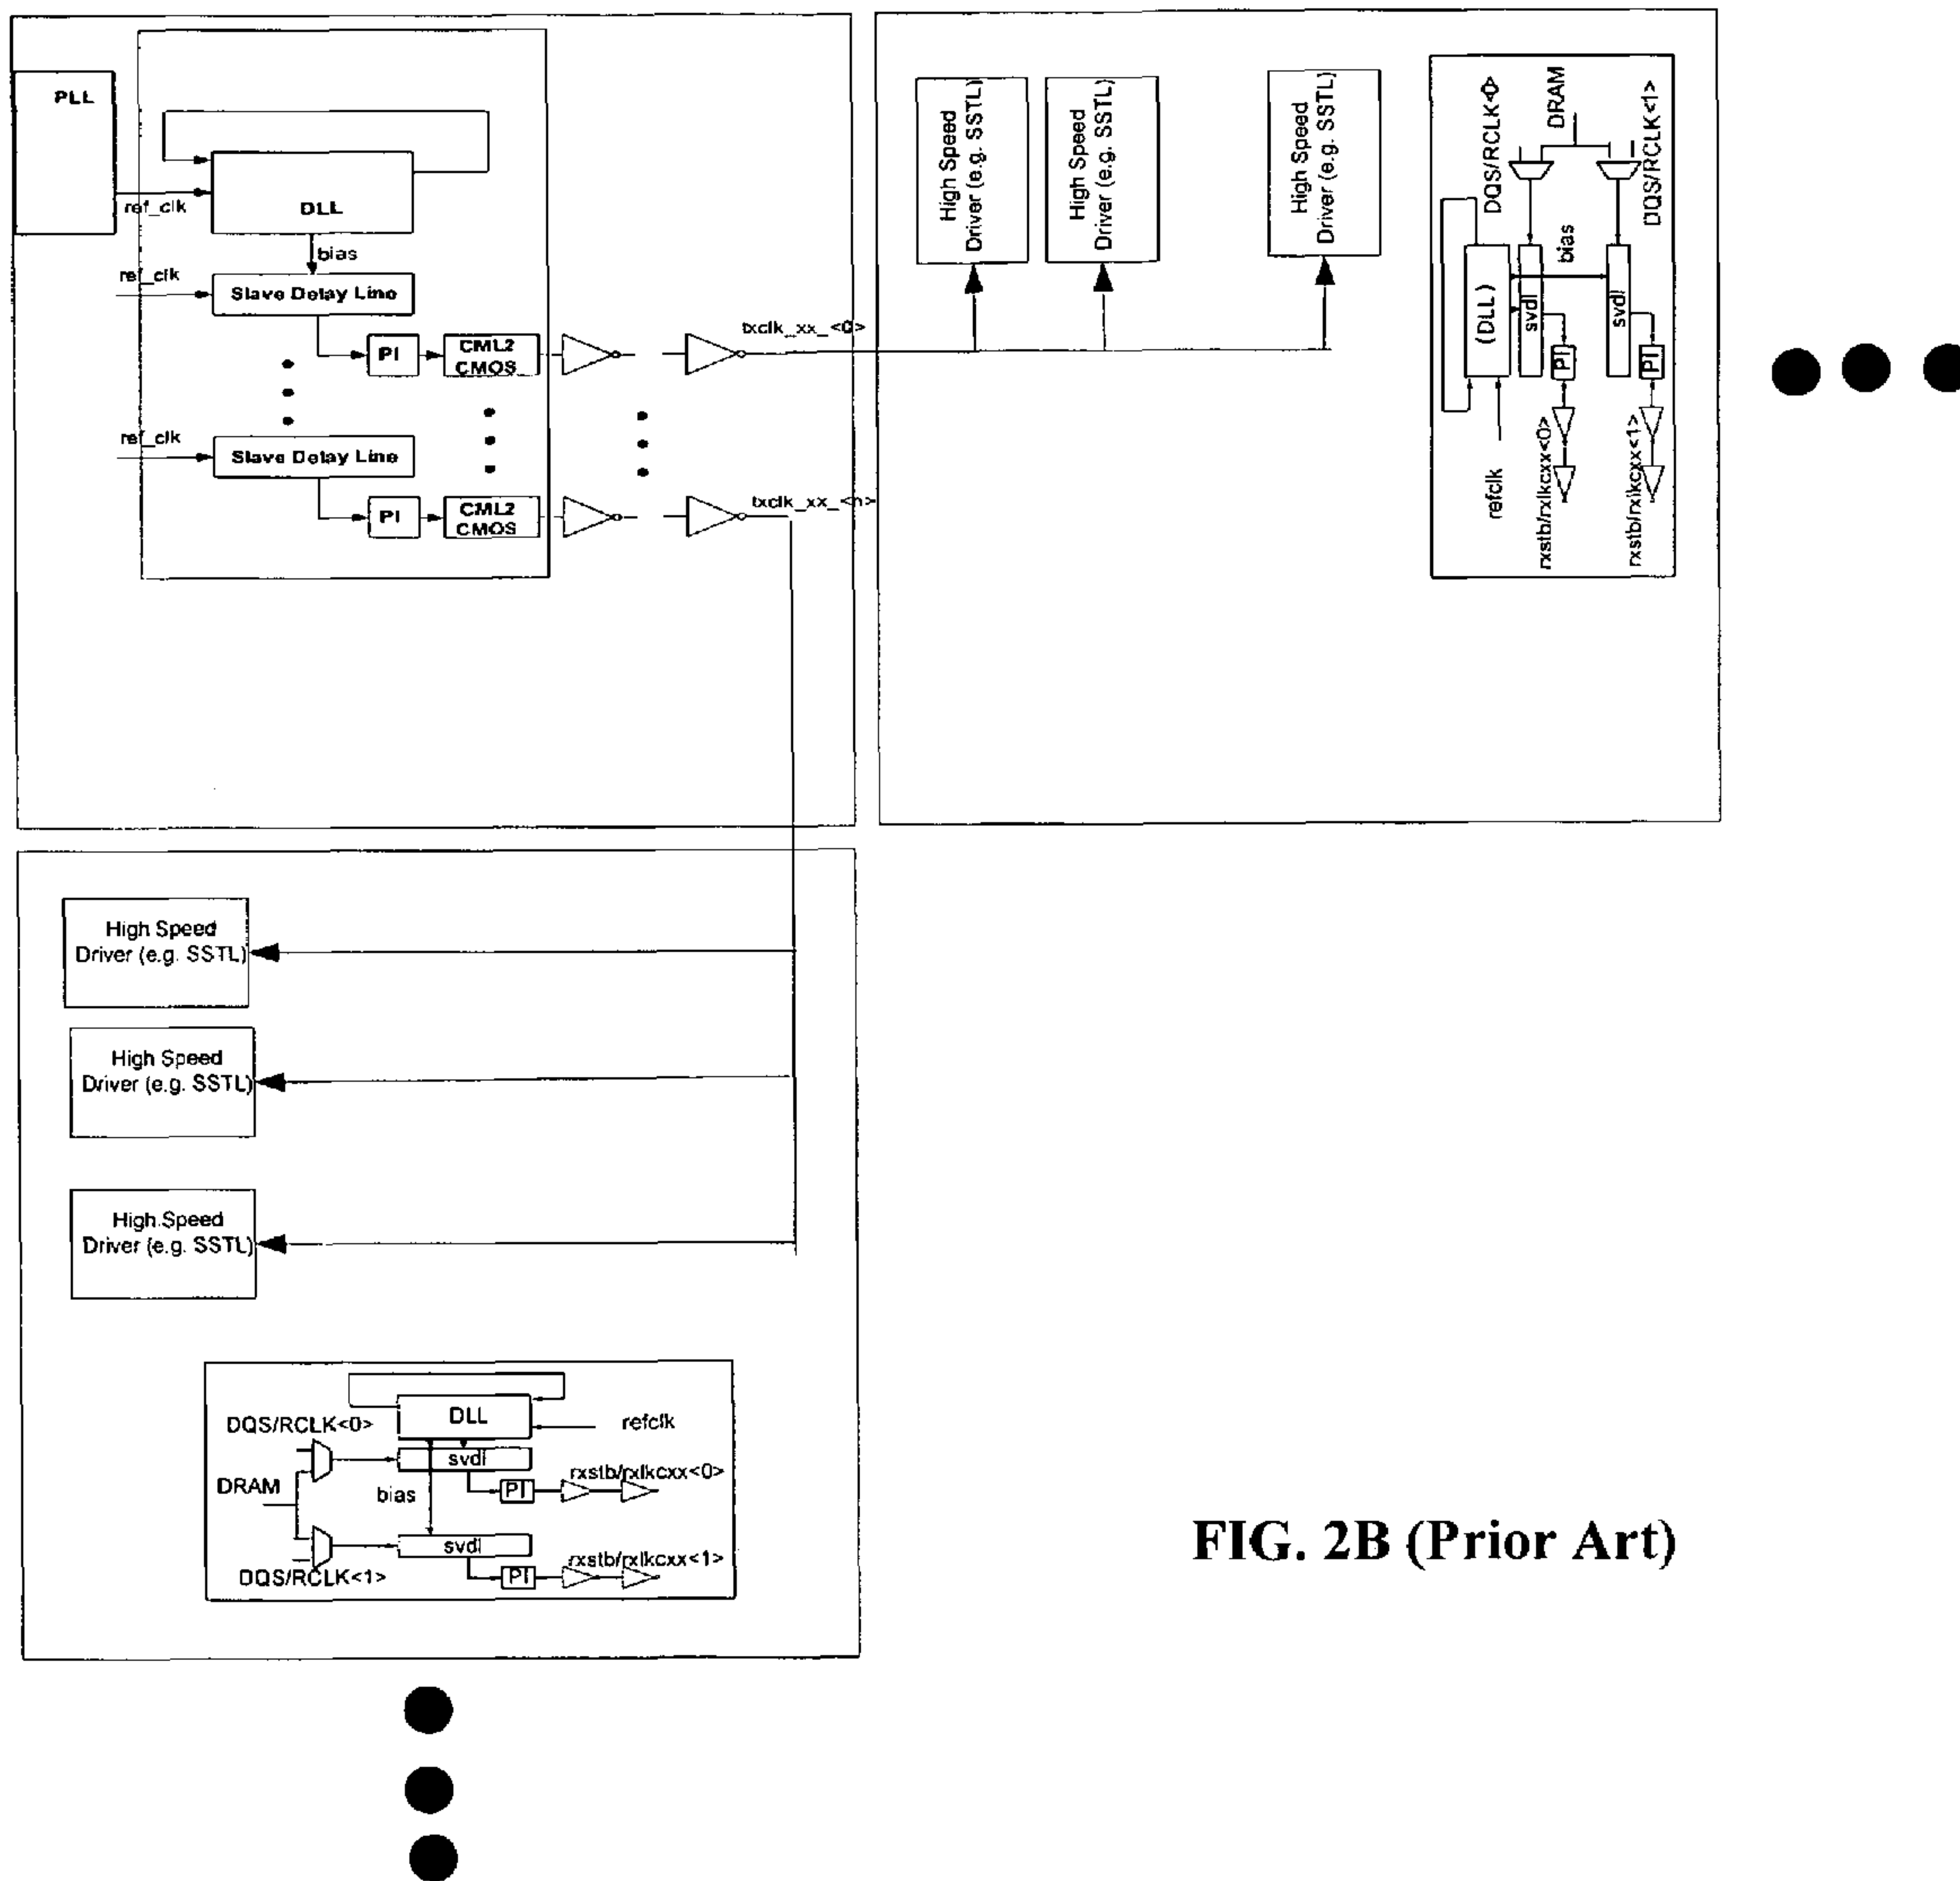 PLL
ref_clk
DLL
bias
ref_clk
Slave Delay Line
PI
CML2
CMOS
txclk_xx_<0>
ref_clk
Slave Delay Line
PI
CML2
CMOS
txclk_xx_<n>
High Speed
Driver (e.g. SSTL)
High Speed
Driver (e.g. SSTL)
High Speed
Driver (e.g. SSTL)
DQS/RCLK<0>
DRAM
DQS/RCLK<1>
(DLL)
svdl
bias
svdl
PI
PI
refclk
rxstb/rxlkcxx<0>
rxstb/rxlkcxx<1>
High Speed
Driver (e.g. SSTL)
High Speed
Driver (e.g. SSTL)
High Speed
Driver (e.g. SSTL)
DLL
refclk
DQS/RCLK<0>
svdl
DRAM
bias
PI
rxstb/rxlkcxx<0>
svdl
DQS/RCLK<1>
PI
rxstb/rxlkcxx<1>
FIG. 2B (Prior Art)